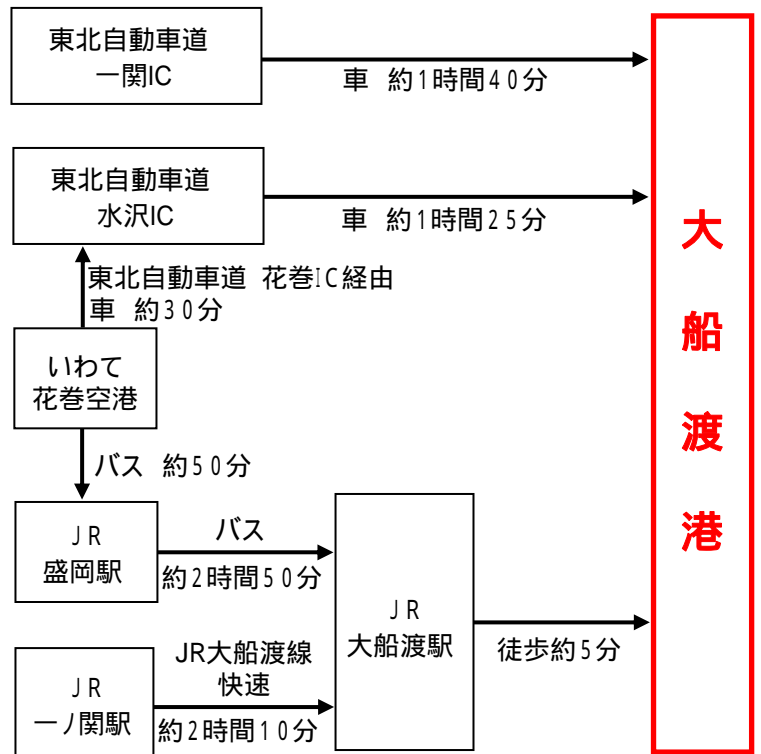 東北自動車道
一関IC
車 約1時間40分
東北自動車道
水沢IC
車 約1時間25分
東北自動車道 花巻IC経由
車 約30分
いわて
花巻空港
バス 約50分
JR
盛岡駅
バス
約2時間50分
JR
一ノ関駅
JR大船渡線
快速
約2時間10分
JR
大船渡駅
徒歩約5分
大
船
渡
港